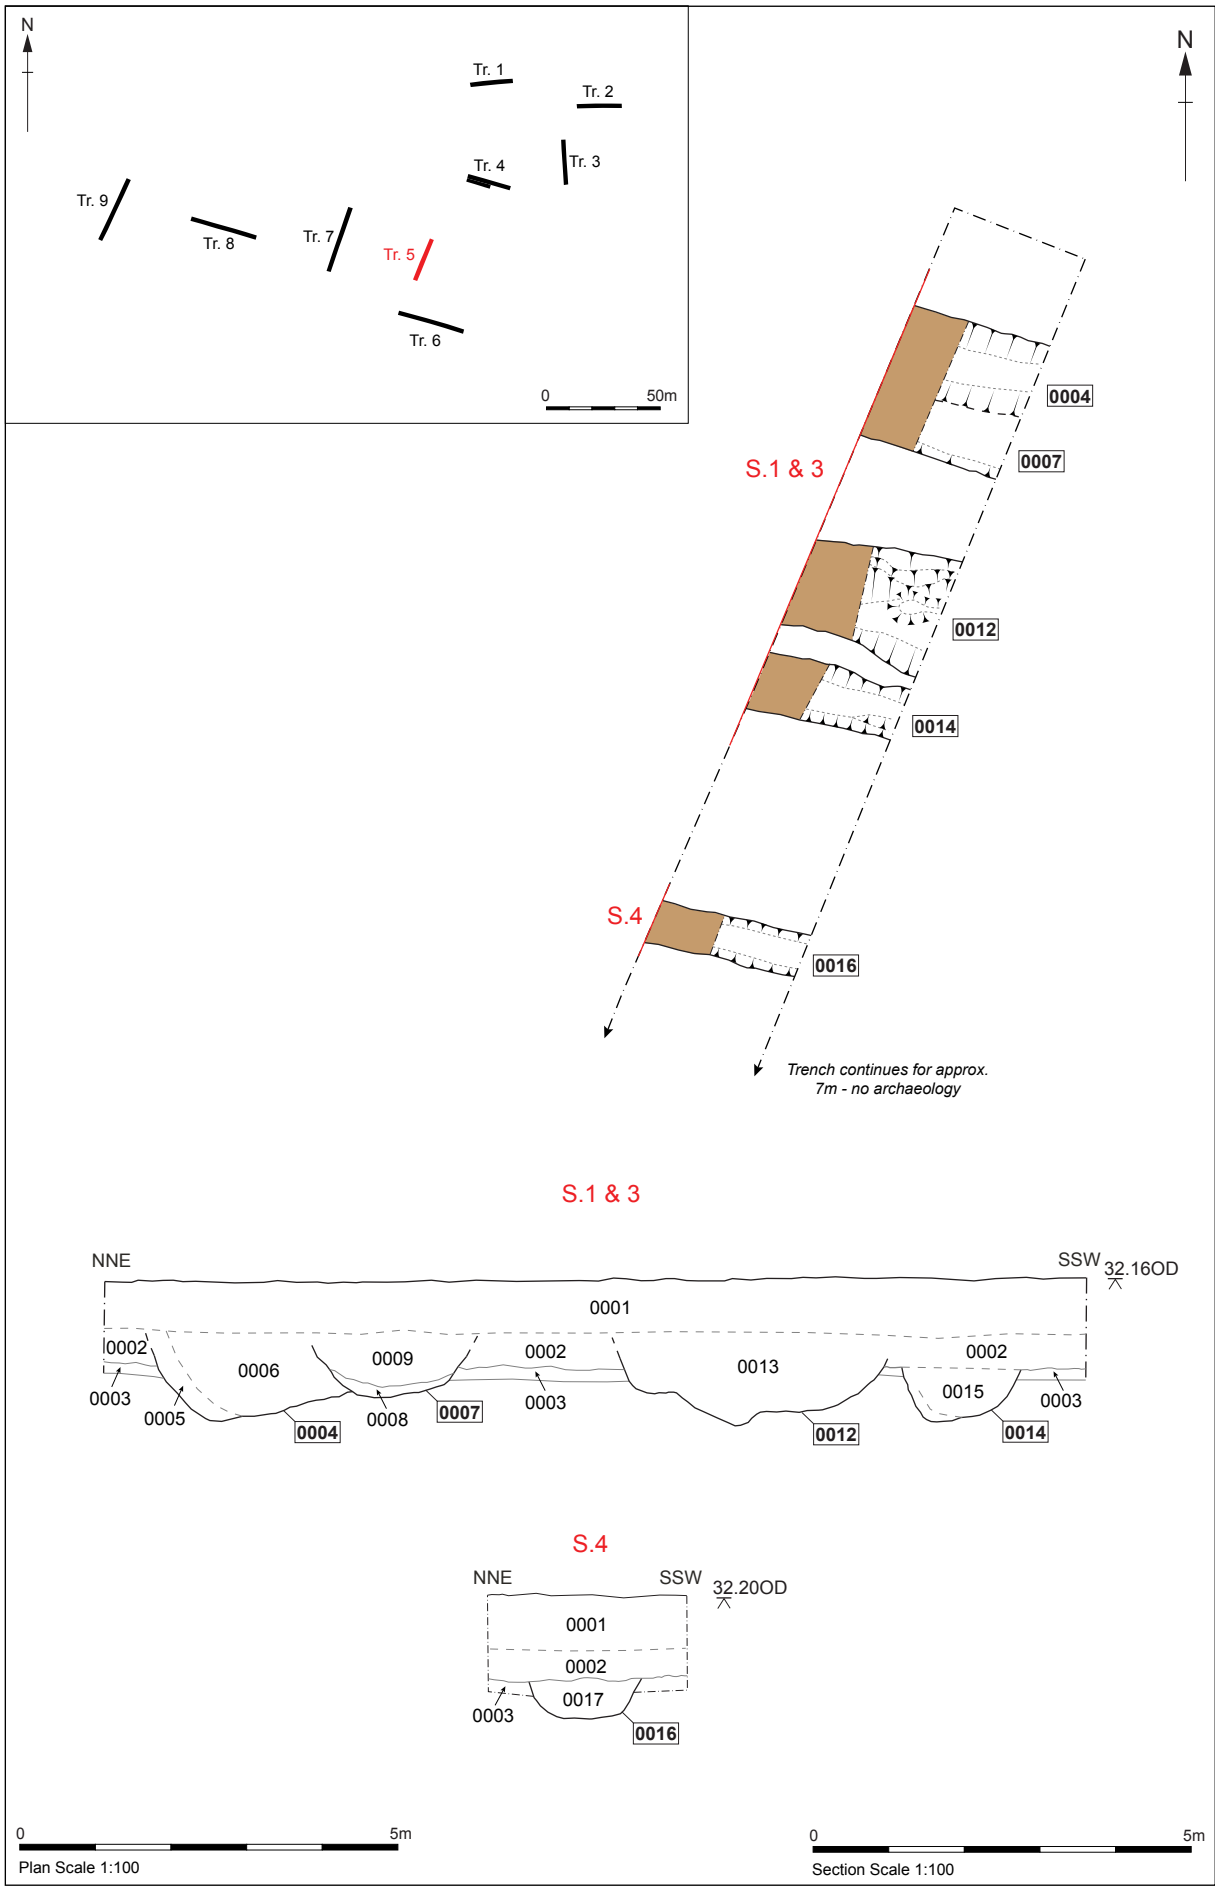 N
Tr. 1
Tr. 2
Tr. 3
Tr. 4
Tr. 9
Tr. 8
Tr. 7
Tr. 5
Tr. 6
0 50m
N
0004
S.1 & 3
0007
0012
0014
S.4
0016
Trench continues for approx.
7m - no archaeology
S.1 & 3
NNE SSW 32.16OD
0001
0002 0006 0009 0002 0013 0002
0003 0005 0008 0003 0015 0003
0004 0007 0012 0014
S.4
NNE SSW 32.20OD
0001
0002
0003 0017
0016
0 5m
Plan Scale 1:100
0 5m
Section Scale 1:100